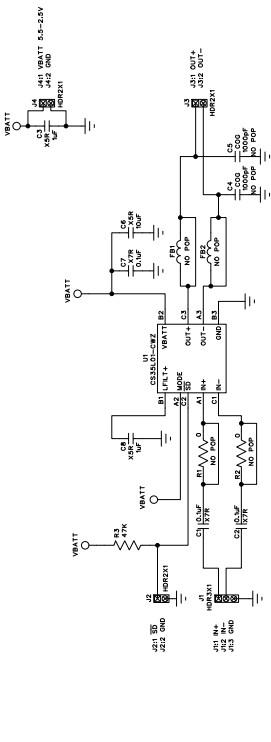 VBATT
J4
J4:1 VBATT 5.5-2.5V
J4:2 GND
HDR2X1
C3
X5R
1uF
J3
J3:1 OUT+
J3:2 OUT-
HDR2X1
C5
COG
1000pF
NO POP
C4
COG
1000pF
NO POP
FB1
NO POP
FB2
NO POP
VBATT
C6
X5R
10uF
C7
X7R
0.1uF
B2
C3
A3
B3
VBATT
OUT+
OUT-
GND
U1
CS35L01-CWZ
LFILT+
MODE
SD
IN+
IN-
B1
A2
C2
A1
C1
C8
X5R
1uF
VBATT
R1
0
NO POP
R2
0
NO POP
C1
0.1uF
X7R
C2
0.1uF
X7R
VBATT
R3
47K
J2
HDR2X1
J2:1 SD
J2:2 GND
J1
HDR3X1
J1:1 IN+
J1:2 IN-
J1:3 GND